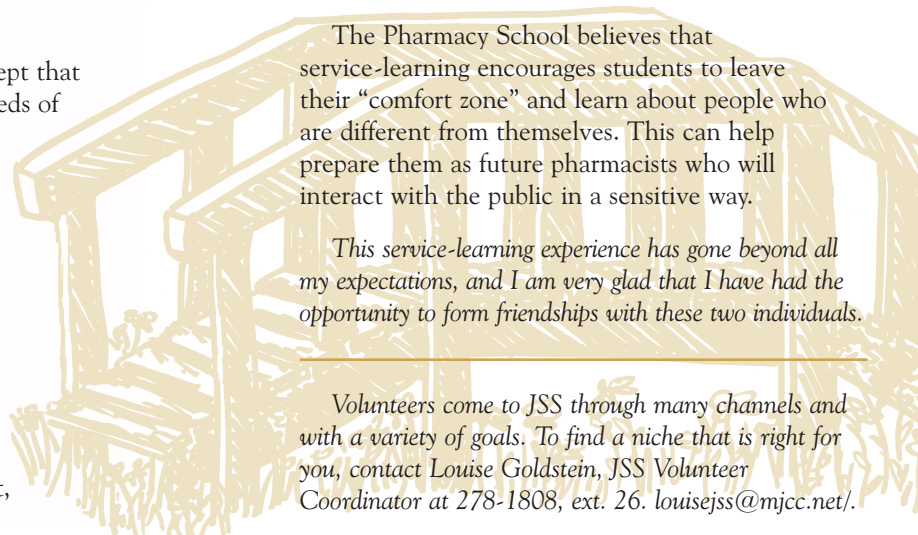 ept that
eds of
t,
The Pharmacy School believes that
service-learning encourages students to leave
their “comfort zone” and learn about people who
are different from themselves. This can help
prepare them as future pharmacists who will
interact with the public in a sensitive way.
This service-learning experience has gone beyond all
my expectations, and I am very glad that I have had the
opportunity to form friendships with these two individuals.
Volunteers come to JSS through many channels and
with a variety of goals. To find a niche that is right for
you, contact Louise Goldstein, JSS Volunteer
Coordinator at 278-1808, ext. 26. louisejss@mjcc.net/.